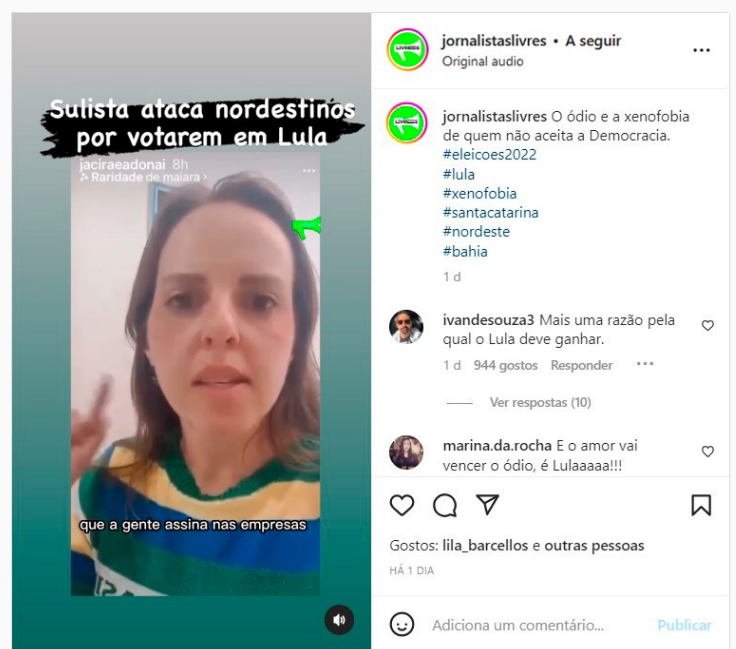 Sulista ataca nordestinos
por votarem em Lula
jaciraeadonai 8h
Raridade de maiara >
que a gente assina nas empresas
jornalistaslivres • A seguir
Original audio
jornalistaslivres O ódio e a xenofobia
de quem não aceita a Democracia.
#eleicoes2022
#lula
#xenofobia
#santacatarina
#nordeste
#bahia
1 d
ivandesouza3 Mais uma razão pela
qual o Lula deve ganhar.
1 d 944 gostos Responder
Ver respostas (10)
marina.da.rocha E o amor vai
vencer o ódio, é Lulaaaaa!!!
Gostos: lila_barcellos e outras pessoas
HÁ 1 DIA
Adiciona um comentário... Publicar